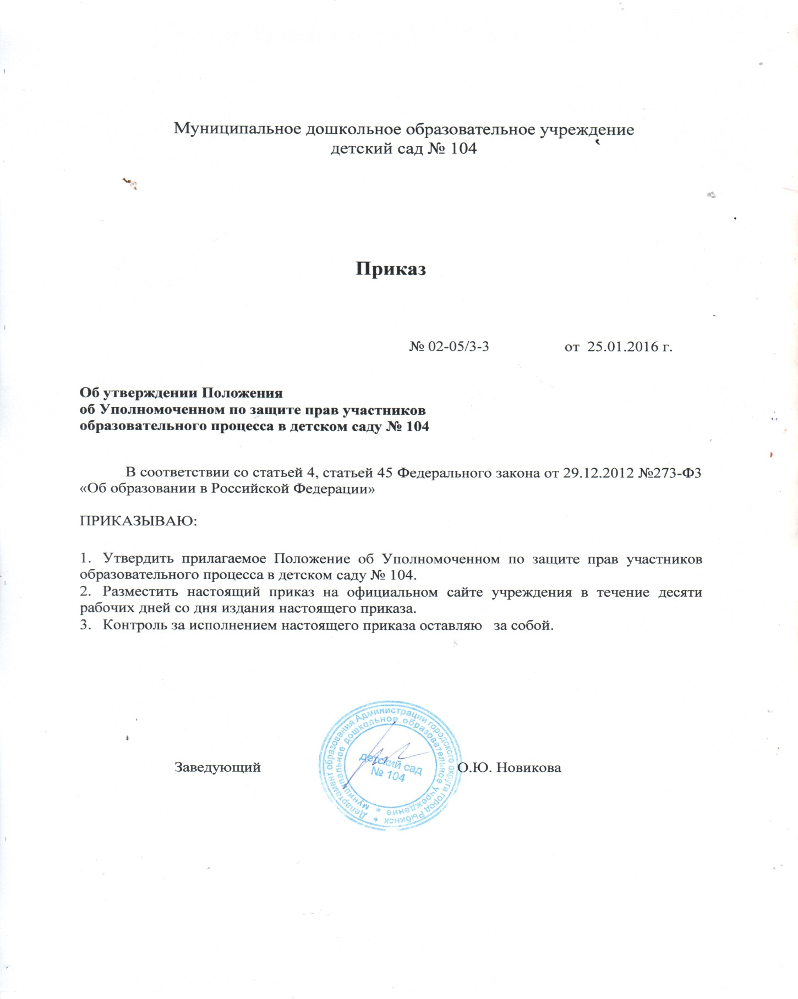 Муниципальное дошкольное образовательное учреждение
детский сад № 104
Приказ
№ 02-05/3-3 от 25.01.2016 г.
Об утверждении Положения
об Уполномоченном по защите прав участников
образовательного процесса в детском саду № 104
В соответствии со статьей 4, статьей 45 Федерального закона от 29.12.2012 №273-ФЗ
«Об образовании в Российской Федерации»
ПРИКАЗЫВАЮ:
1. Утвердить прилагаемое Положение об Уполномоченном по защите прав участников
образовательного процесса в детском саду № 104.
2. Разместить настоящий приказ на официальном сайте учреждения в течение десяти
рабочих дней со дня издания настоящего приказа.
3. Контроль за исполнением настоящего приказа оставляю за собой.
Заведующий О.Ю. Новикова
Департамент образования Администрации городского округа город Рыбинск *
муниципальное дошкольное образовательное учреждение *
детский сад
№ 104